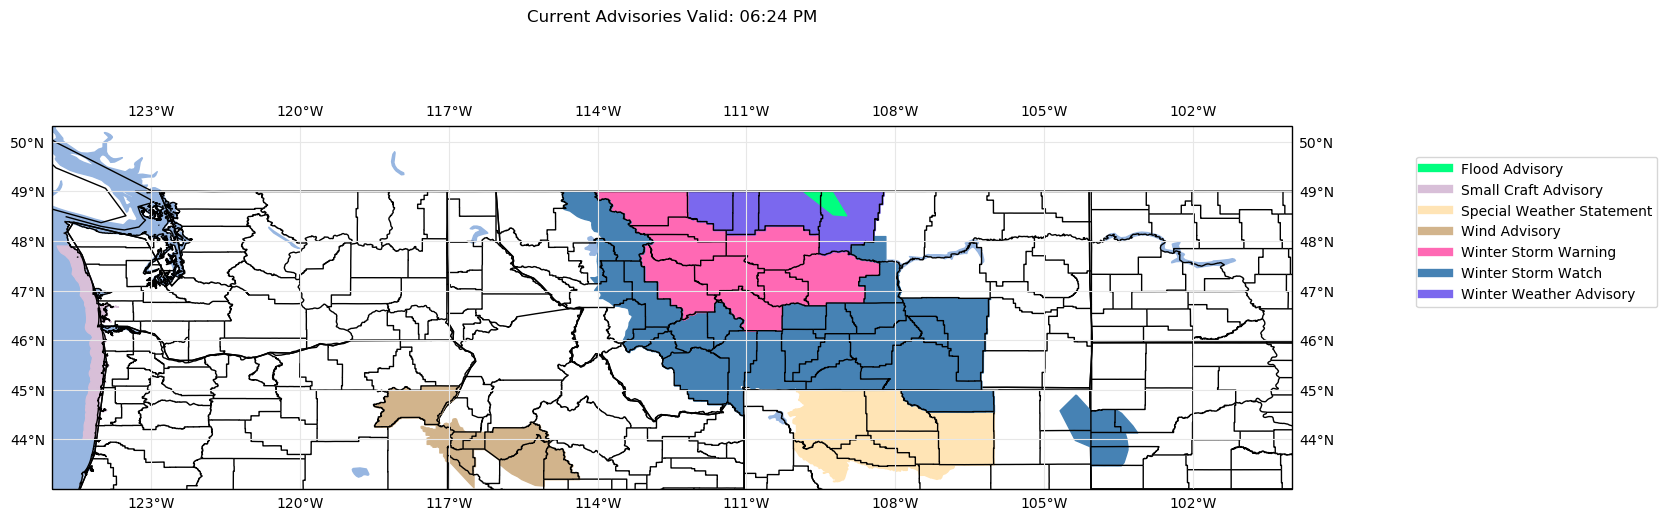 Current Advisories Valid: 06:24 PM
123°W 120°W 117°W 114°W 111°W 108°W 105°W 102°W
50°N 50°N
49°N 49°N
48°N 48°N
47°N 47°N
46°N 46°N
45°N 45°N
44°N 44°N
123°W 120°W 117°W 114°W 111°W 108°W 105°W 102°W
Flood Advisory
Small Craft Advisory
Special Weather Statement
Wind Advisory
Winter Storm Warning
Winter Storm Watch
Winter Weather Advisory